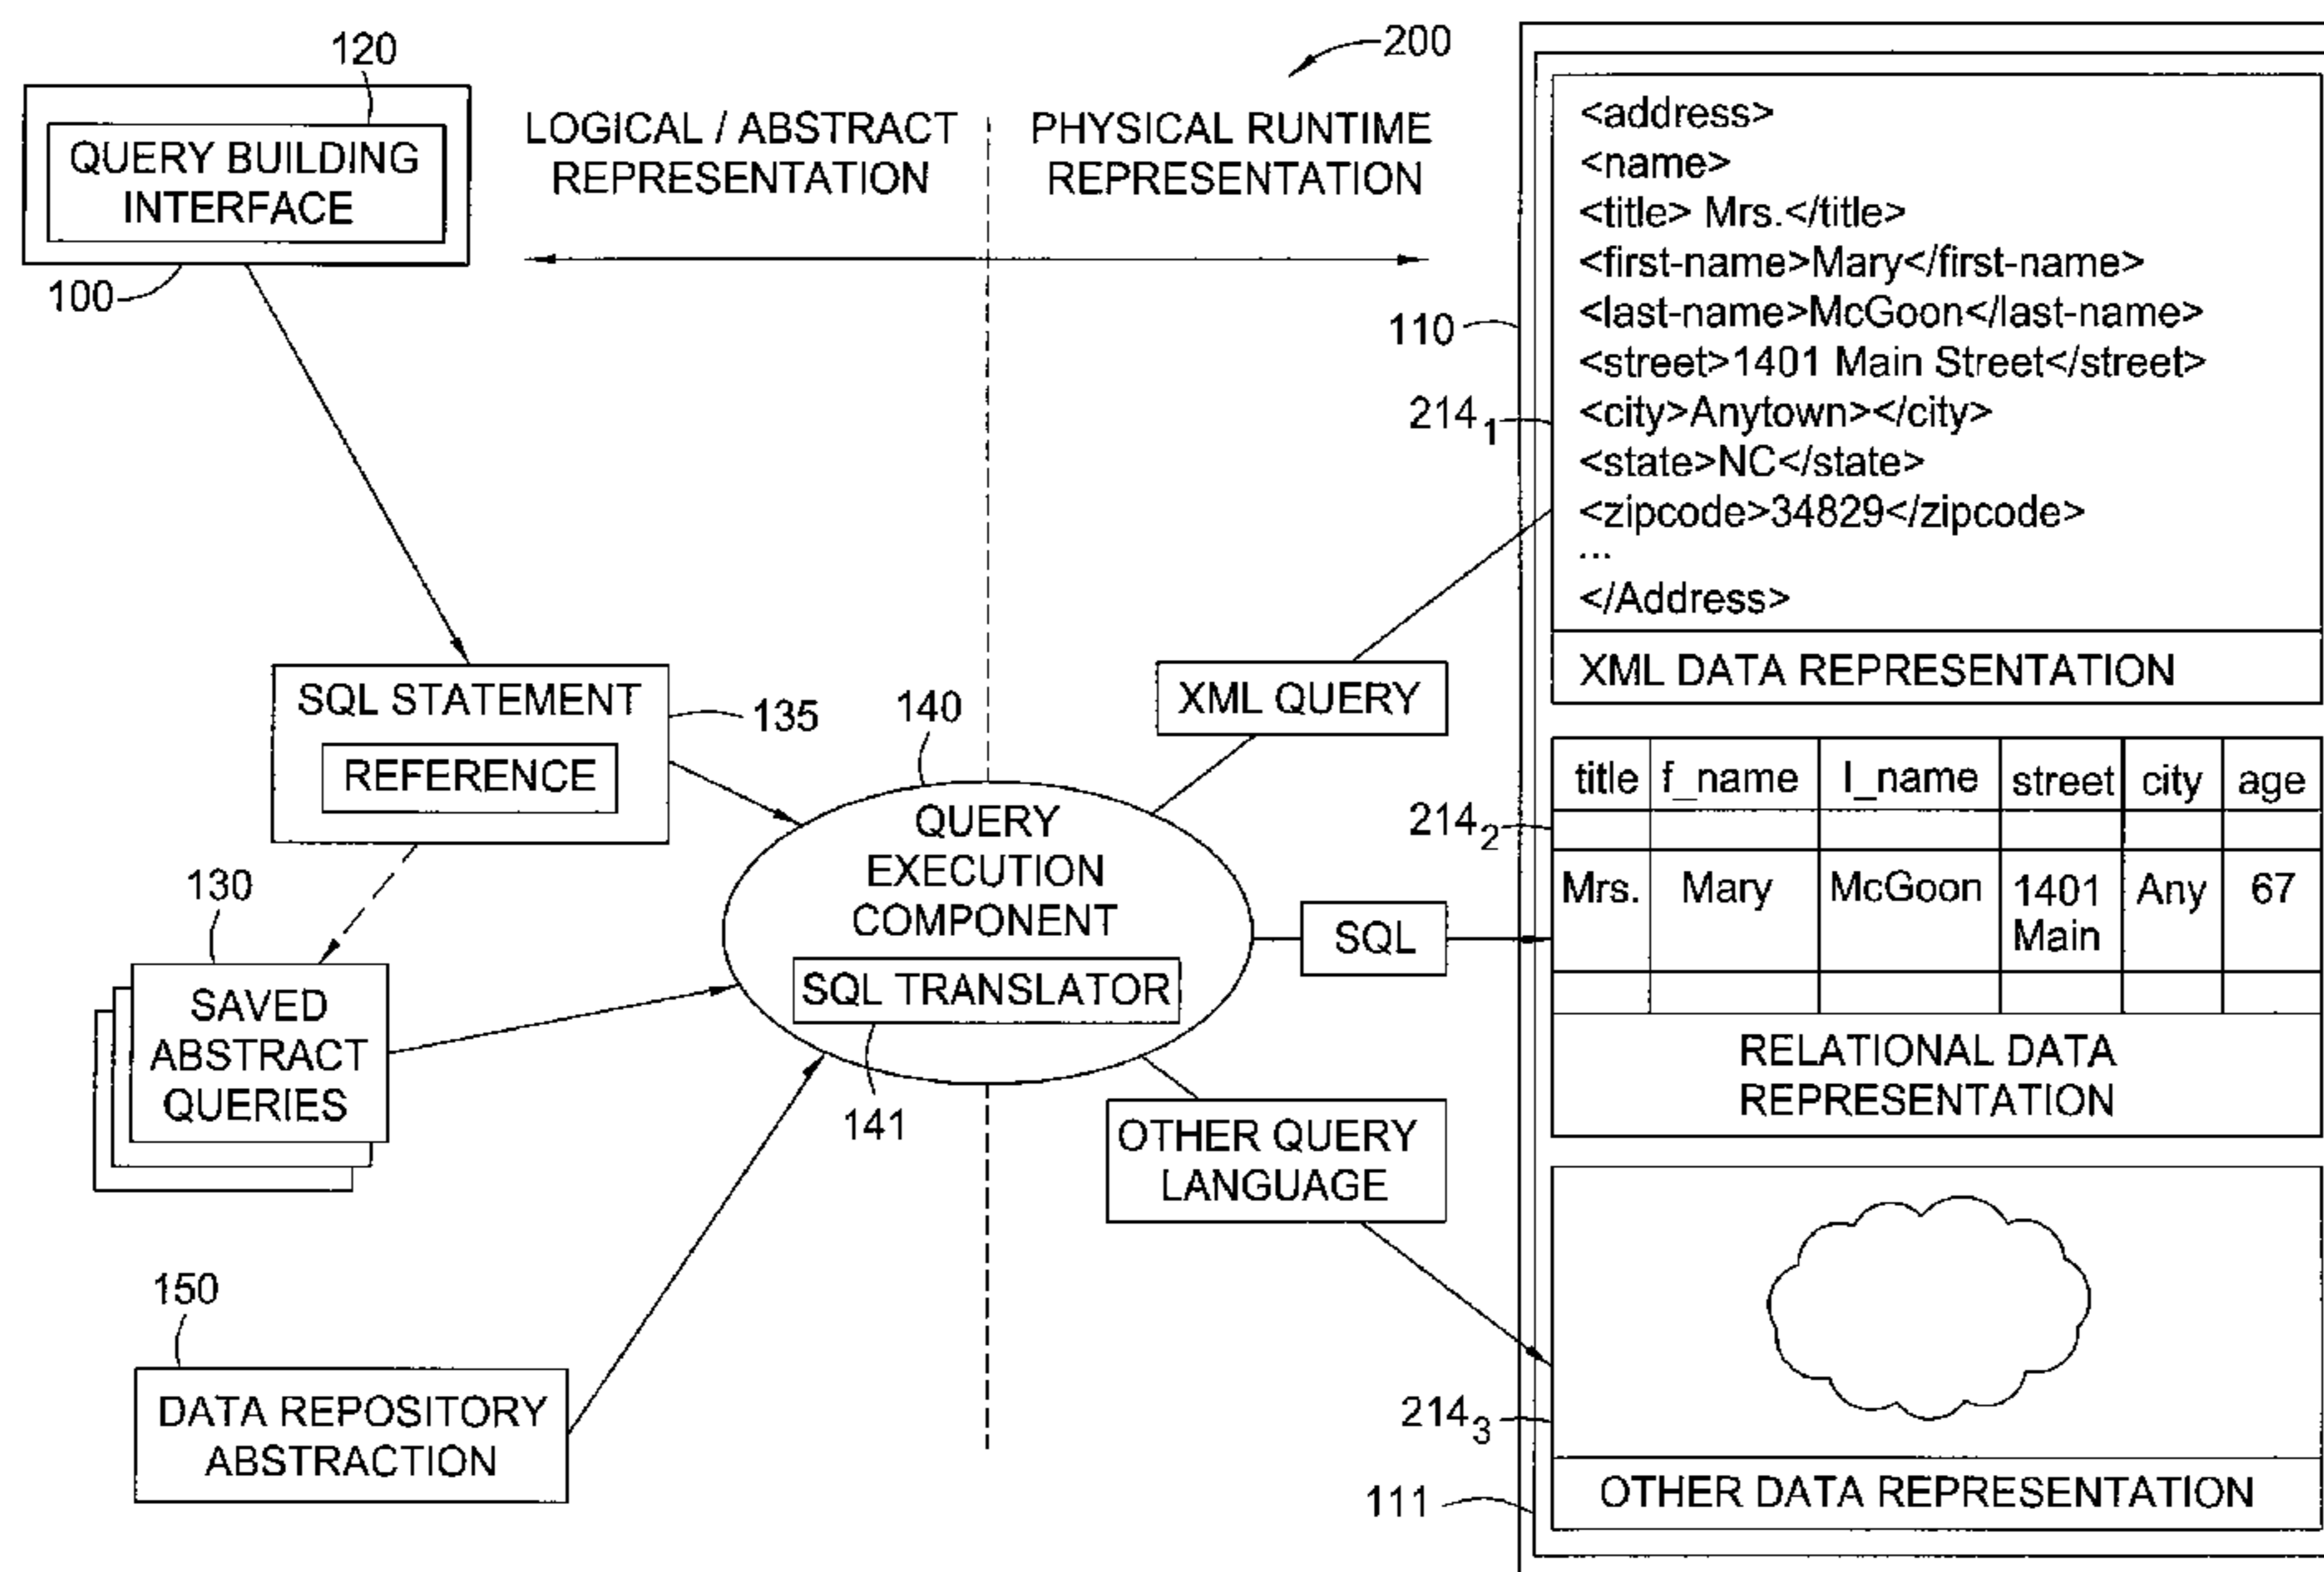 120
200
QUERY BUILDING
INTERFACE
100
LOGICAL / ABSTRACT
REPRESENTATION
PHYSICAL RUNTIME
REPRESENTATION
110
214₁
<address>
<name>
<title> Mrs.</title>
<first-name>Mary</first-name>
<last-name>McGoon</last-name>
<street>1401 Main Street</street>
<city>Anytown></city>
<state>NC</state>
<zipcode>34829</zipcode>
...
</Address>
XML DATA REPRESENTATION
SQL STATEMENT
REFERENCE
135
130
SAVED
ABSTRACT
QUERIES
150
DATA REPOSITORY
ABSTRACTION
140
QUERY
EXECUTION
COMPONENT
SQL TRANSLATOR
141
XML QUERY
SQL
OTHER QUERY
LANGUAGE
214₂
title f_name l_name street city age
Mrs. Mary McGoon 1401 Any 67
Main
RELATIONAL DATA
REPRESENTATION
214₃
111
OTHER DATA REPRESENTATION